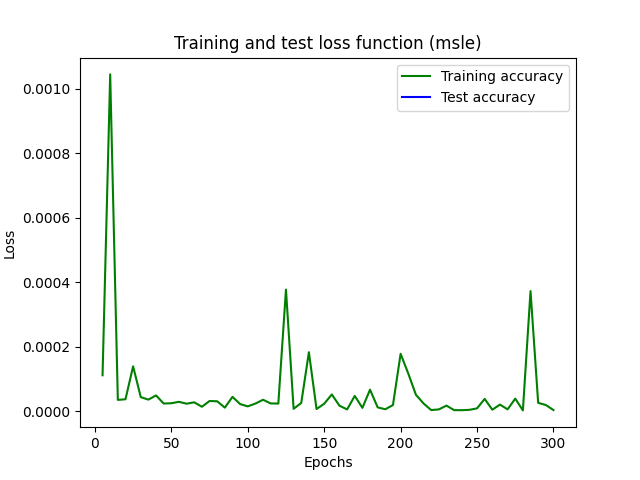 Training and test loss function (msle)
Training accuracy
Test accuracy
0.0010
0.0008
0.0006
0.0004
0.0002
0.0000
Loss
0 50 100 150 200 250 300
Epochs